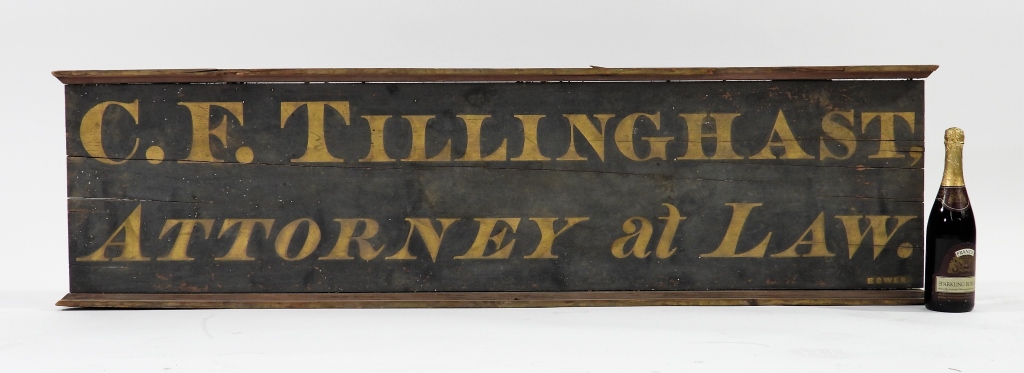 C. F. TILLINGHAST,
ATTORNEY at LAW.